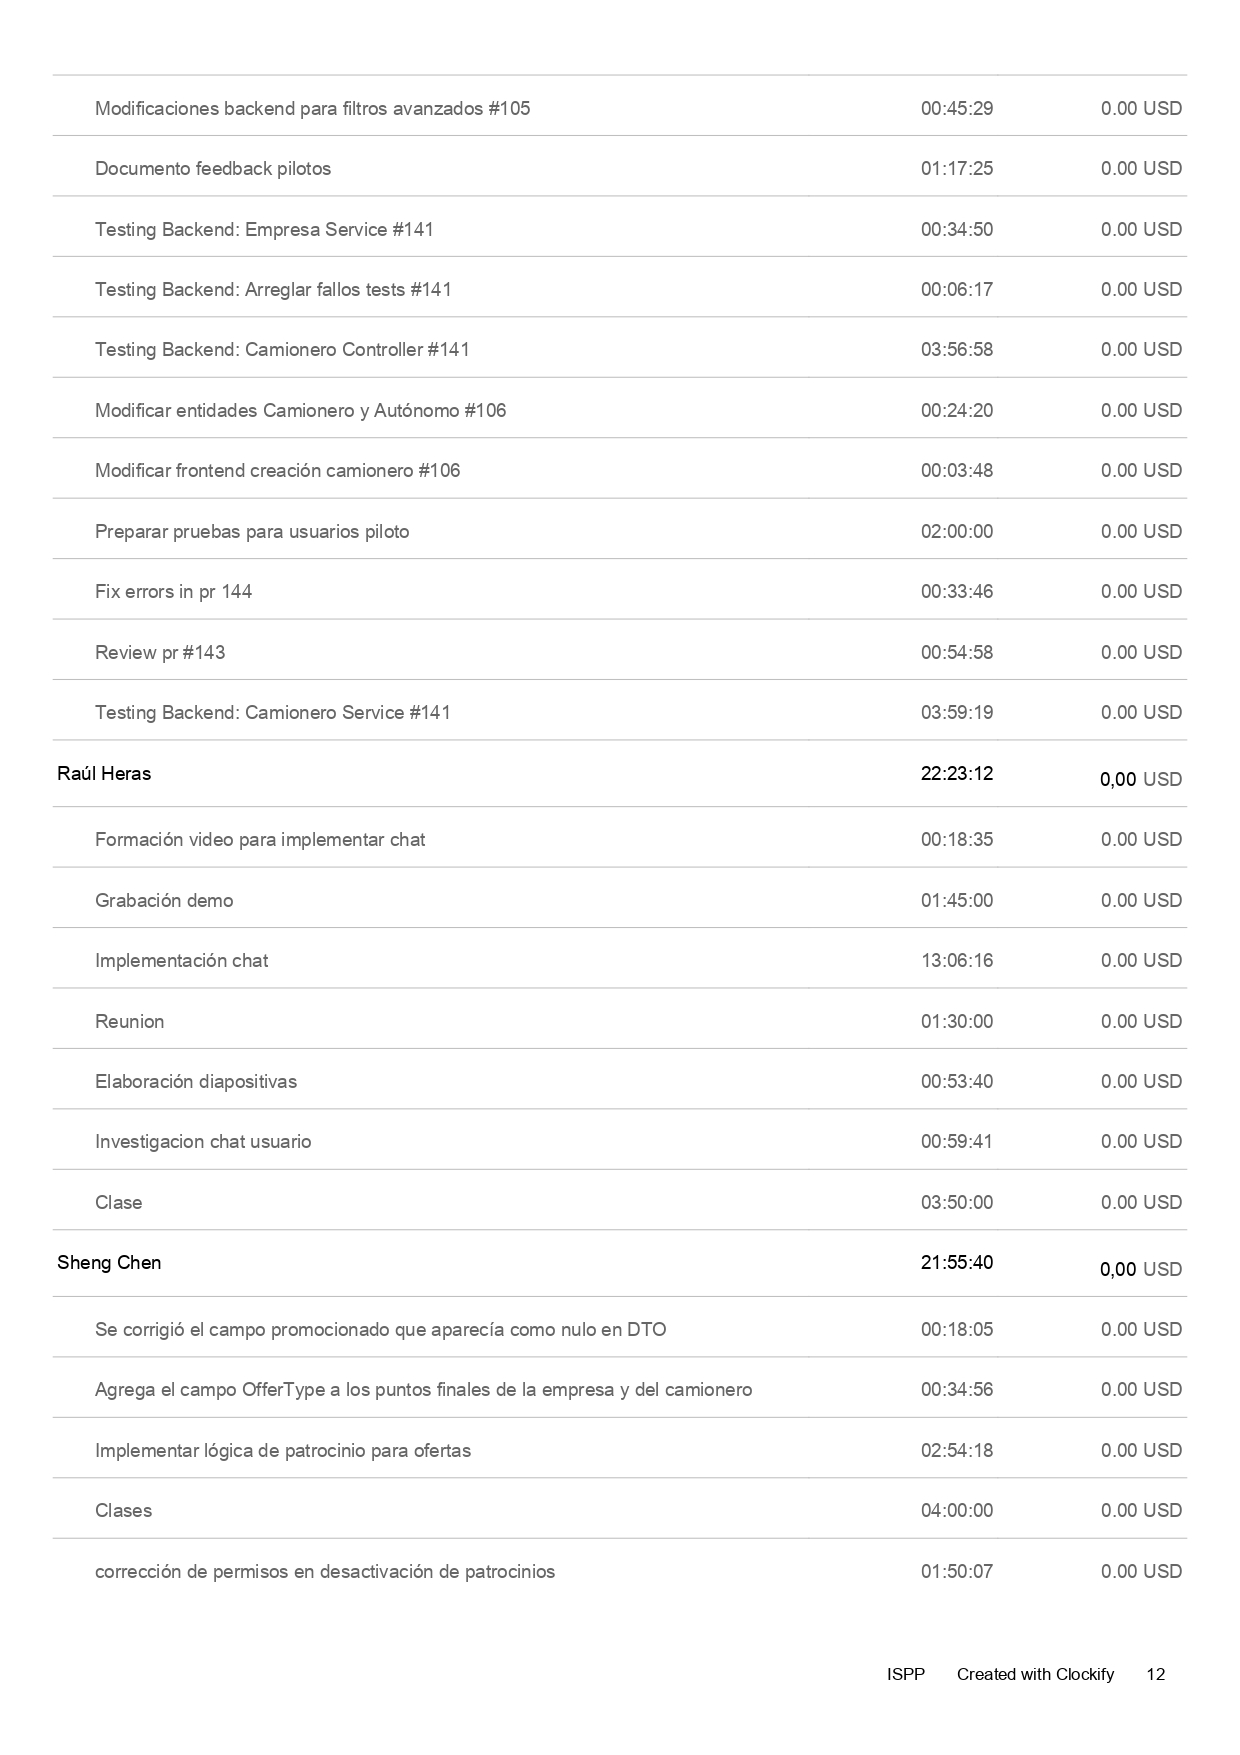 Modificaciones backend para filtros avanzados #105 00:45:29 0.00 USD
Documento feedback pilotos 01:17:25 0.00 USD
Testing Backend: Empresa Service #141 00:34:50 0.00 USD
Testing Backend: Arreglar fallos tests #141 00:06:17 0.00 USD
Testing Backend: Camionero Controller #141 03:56:58 0.00 USD
Modificar entidades Camionero y Autónomo #106 00:24:20 0.00 USD
Modificar frontend creación camionero #106 00:03:48 0.00 USD
Preparar pruebas para usuarios piloto 02:00:00 0.00 USD
Fix errors in pr 144 00:33:46 0.00 USD
Review pr #143 00:54:58 0.00 USD
Testing Backend: Camionero Service #141 03:59:19 0.00 USD
Raúl Heras 22:23:12 0,00 USD
Formación video para implementar chat 00:18:35 0.00 USD
Grabación demo 01:45:00 0.00 USD
Implementación chat 13:06:16 0.00 USD
Reunion 01:30:00 0.00 USD
Elaboración diapositivas 00:53:40 0.00 USD
Investigacion chat usuario 00:59:41 0.00 USD
Clase 03:50:00 0.00 USD
Sheng Chen 21:55:40 0,00 USD
Se corrigió el campo promocionado que aparecía como nulo en DTO 00:18:05 0.00 USD
Agrega el campo OfferType a los puntos finales de la empresa y del camionero 00:34:56 0.00 USD
Implementar lógica de patrocinio para ofertas 02:54:18 0.00 USD
Clases 04:00:00 0.00 USD
corrección de permisos en desactivación de patrocinios 01:50:07 0.00 USD
ISPP Created with Clockify 12